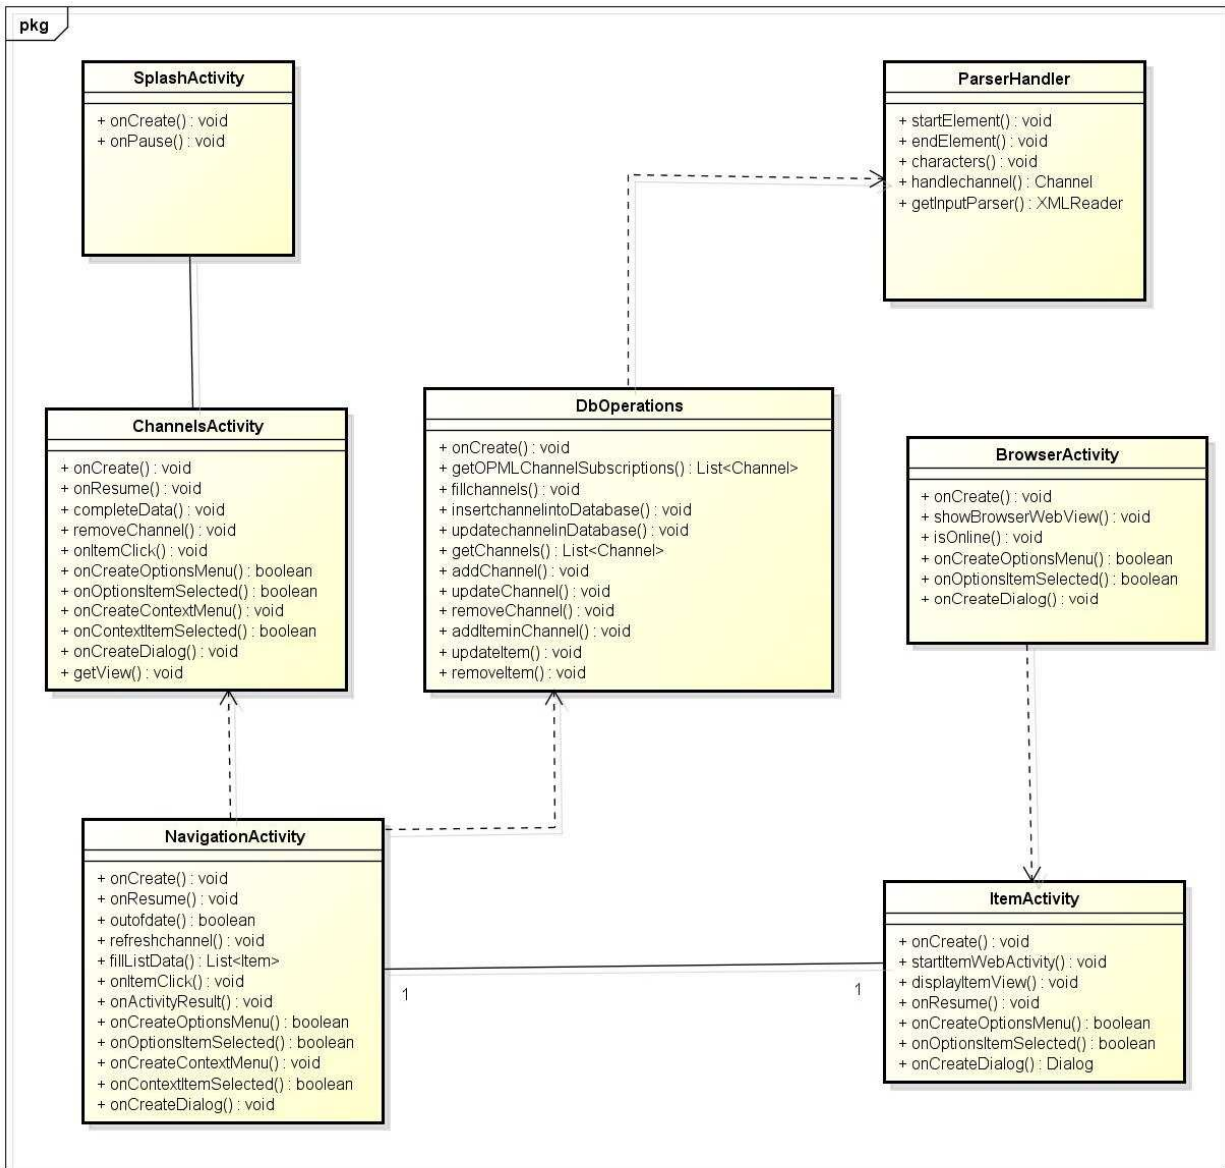 pkg
SplashActivity
+ onCreate() : void
+ onPause() : void
ParserHandler
+ startElement() : void
+ endElement() : void
+ characters() : void
+ handlechannel() : Channel
+ getInputParser() : XMLReader
ChannelsActivity
+ onCreate() : void
+ onResume() : void
+ completeData() : void
+ removeChannel() : void
+ onItemClick() : void
+ onCreateOptionsMenu() : boolean
+ onOptionsItemSelected() : boolean
+ onCreateContextMenu() : void
+ onContextItemSelected() : boolean
+ onCreateDialog() : void
+ getView() : void
DbOperations
+ onCreate() : void
+ getOPMLChannelSubscriptions() : List<Channel>
+ fillchannels() : void
+ insertchannelintoDatabase() : void
+ updatechannelinDatabase() : void
+ getChannels() : List<Channel>
+ addChannel() : void
+ updateChannel() : void
+ removeChannel() : void
+ addIteminChannel() : void
+ updateItem() : void
+ removeItem() : void
BrowserActivity
+ onCreate() : void
+ showBrowserWebView() : void
+ isOnline() : void
+ onCreateOptionsMenu() : boolean
+ onOptionsItemSelected() : boolean
+ onCreateDialog() : void
NavigationActivity
+ onCreate() : void
+ onResume() : void
+ outofdate() : boolean
+ refreshchannel() : void
+ fillListData() : List<Item>
+ onItemClick() : void
+ onActivityResult() : void
+ onCreateOptionsMenu() : boolean
+ onOptionsItemSelected() : boolean
+ onCreateContextMenu() : void
+ onContextItemSelected() : boolean
+ onCreateDialog() : void
1
1
ItemActivity
+ onCreate() : void
+ startItemWebActivity() : void
+ displayItemView() : void
+ onResume() : void
+ onCreateOptionsMenu() : boolean
+ onOptionsItemSelected() : boolean
+ onCreateDialog() : Dialog